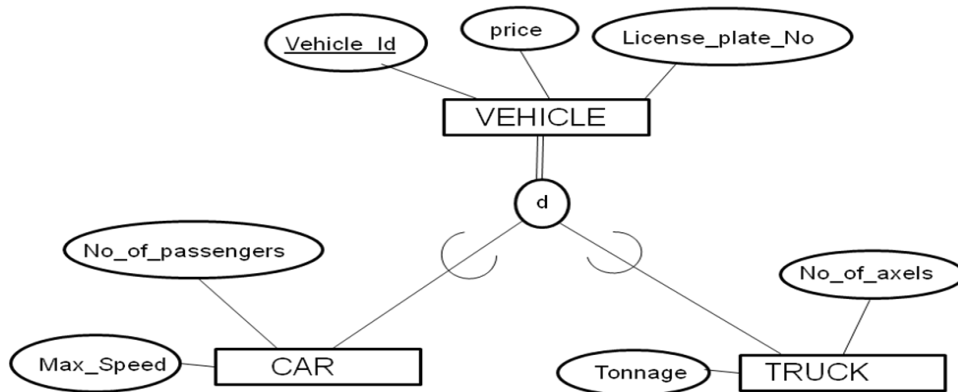 Vehicle_Id
price
License_plate_No
VEHICLE
d
No_of_passengers
No_of_axels
Max_Speed
CAR
Tonnage
TRUCK